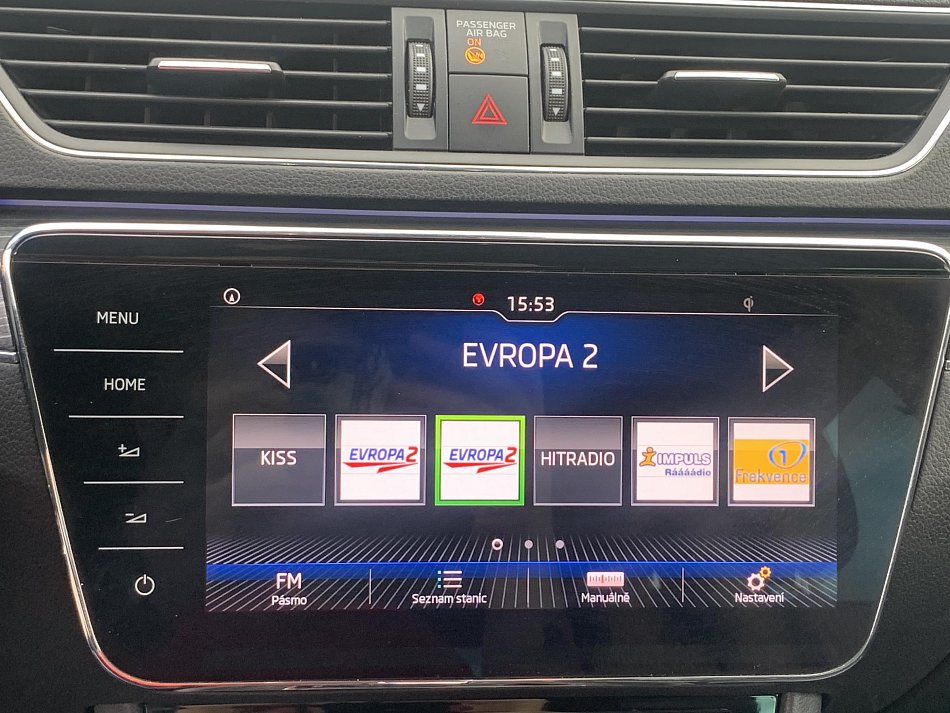 PASSENGER
AIR BAG
ON
15:53
MENU
HOME
EVROPA 2
KISS
EVROPA 2
EVROPA 2
HITRADIO
IMPULS
Ráááádio
1
Frekvence
FM
Pásmo
Seznam stanic
Manuálně
Nastavení